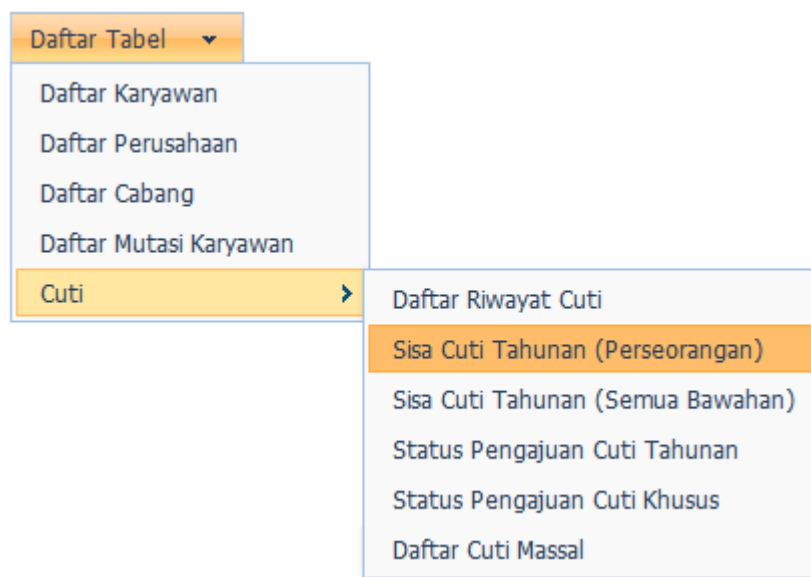 Daftar Tabel
Daftar Karyawan
Daftar Perusahaan
Daftar Cabang
Daftar Mutasi Karyawan
Cuti
Daftar Riwayat Cuti
Sisa Cuti Tahunan (Perseorangan)
Sisa Cuti Tahunan (Semua Bawahan)
Status Pengajuan Cuti Tahunan
Status Pengajuan Cuti Khusus
Daftar Cuti Massal